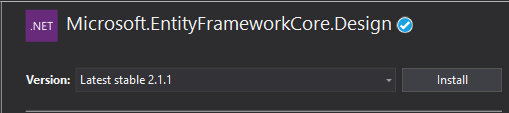 .NET
Microsoft.EntityFrameworkCore.Design
Version: Latest stable 2.1.1 Install